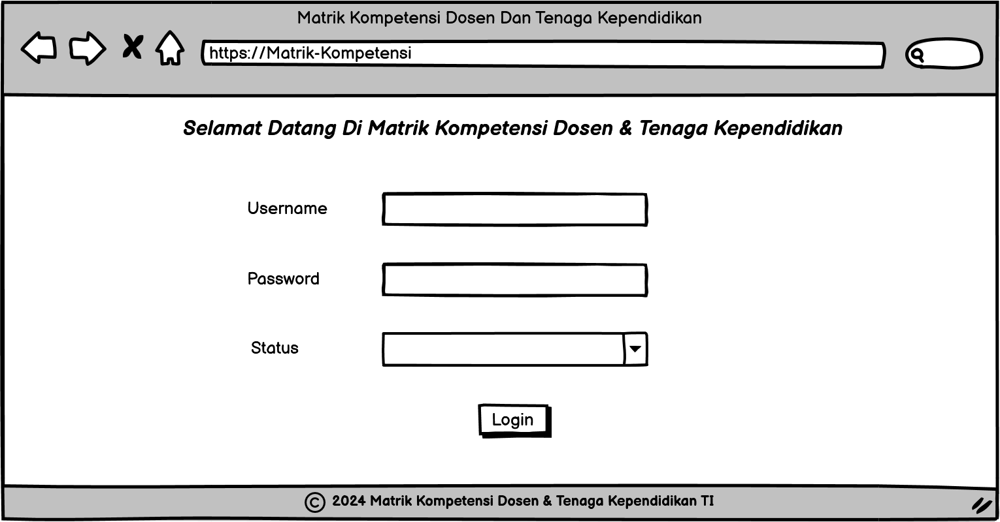 Matrik Kompetensi Dosen Dan Tenaga Kependidikan
https://Matrik-Kompetensi
Selamat Datang Di Matrik Kompetensi Dosen & Tenaga Kependidikan
Username
Password
Status
Login
© 2024 Matrik Kompetensi Dosen & Tenaga Kependidikan TI